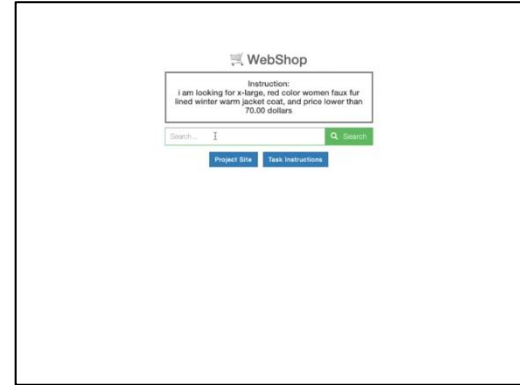 WebShop
Instruction:
i am looking for x-large, red color women faux fur
lined winter warm jacket coat, and price lower than
70.00 dollars
Search...
Search
Project Site
Task Instructions